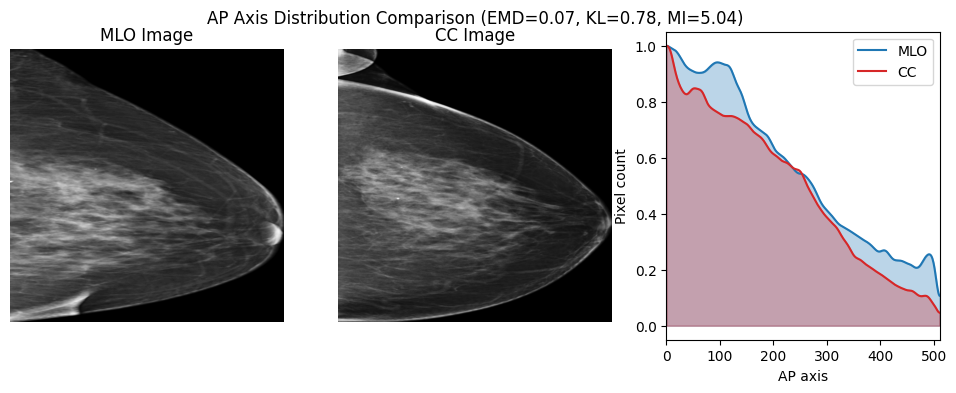 AP Axis Distribution Comparison (EMD=0.07, KL=0.78, MI=5.04)
MLO Image
CC Image
MLO
CC
Pixel count
1.0
0.8
0.6
0.4
0.2
0.0
0 100 200 300 400 500
AP axis